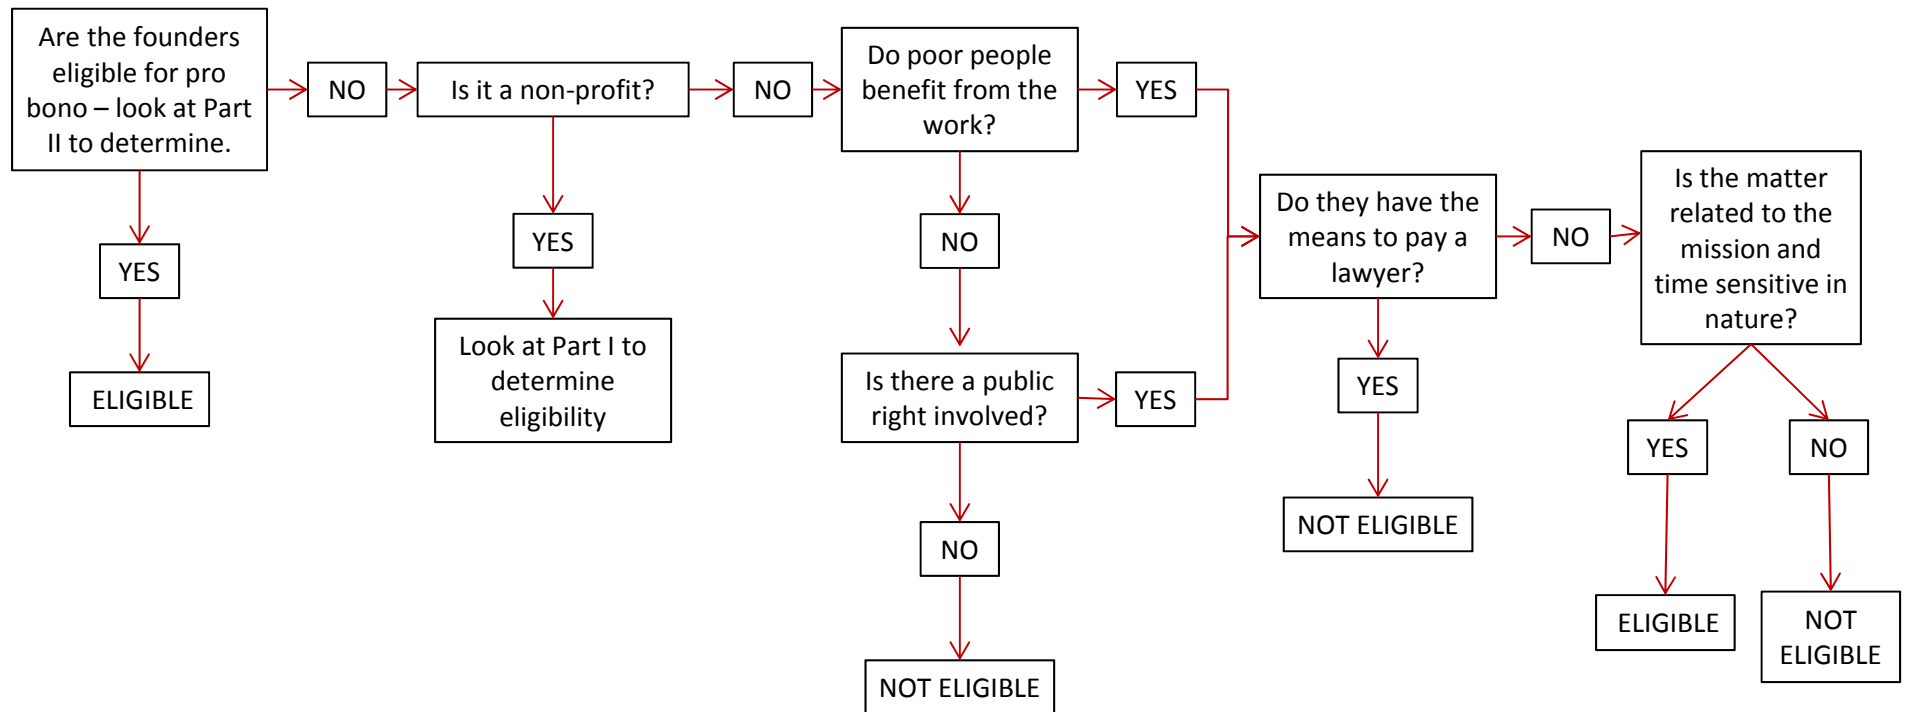 Are the founders
eligible for pro
bono – look at Part
II to determine.
NO
Is it a non-profit?
NO
Do poor people
benefit from the
work?
YES
YES
ELIGIBLE
YES
Look at Part I to
determine
eligibility
NO
Is there a public
right involved?
YES
NO
NOT ELIGIBLE
Do they have the
means to pay a
lawyer?
NO
YES
NOT ELIGIBLE
Is the matter
related to the
mission and
time sensitive in
nature?
YES
NO
ELIGIBLE
NOT
ELIGIBLE